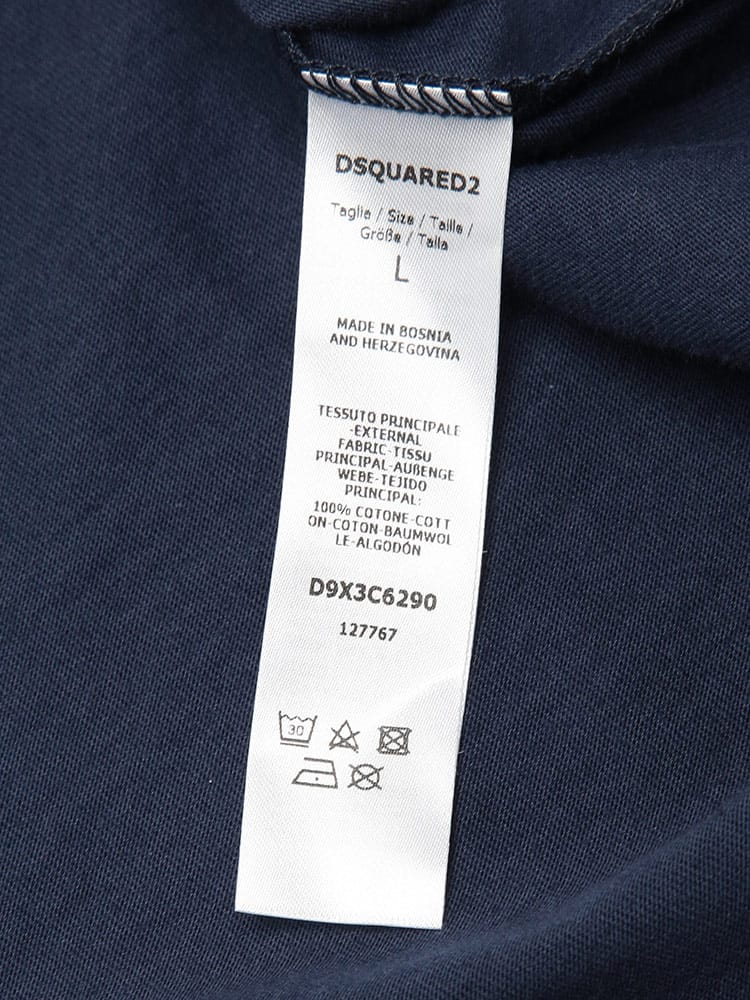 DSQUARED2
Taglia / Size / Taille /
Größe / Talla
L
MADE IN BOSNIA
AND HERZEGOVINA
TESSUTO PRINCIPALE
-EXTERNAL
FABRIC-TISSU
PRINCIPAL-AUßENGE
WEBE-TEJIDO
PRINCIPAL:
100% COTONE-COTT
ON-COTON-BAUMWOL
LE-ALGODÓN
D9X3C6290
127767
30